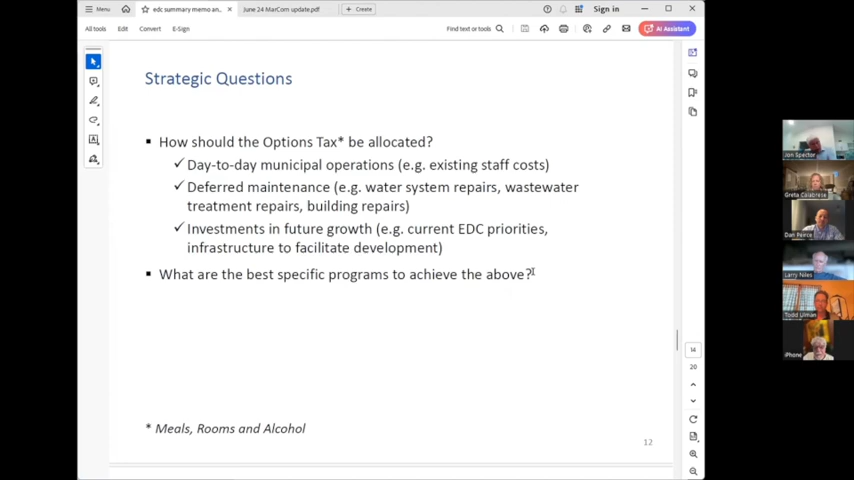 Menu
edc summary memo an...
June 24 MarCom update.pdf
Create
Sign in
All tools
Edit
Convert
E-Sign
Find text or tools
AI Assistant
Strategic Questions
▪ How should the Options Tax* be allocated?
✓ Day-to-day municipal operations (e.g. existing staff costs)
✓ Deferred maintenance (e.g. water system repairs, wastewater
treatment repairs, building repairs)
✓ Investments in future growth (e.g. current EDC priorities,
infrastructure to facilitate development)
▪ What are the best specific programs to achieve the above?
* Meals, Rooms and Alcohol
12
14
20
Jon Spector
Greta Calabrese
Dan Peirce
Larry Niles
Todd Ulman
iPhone